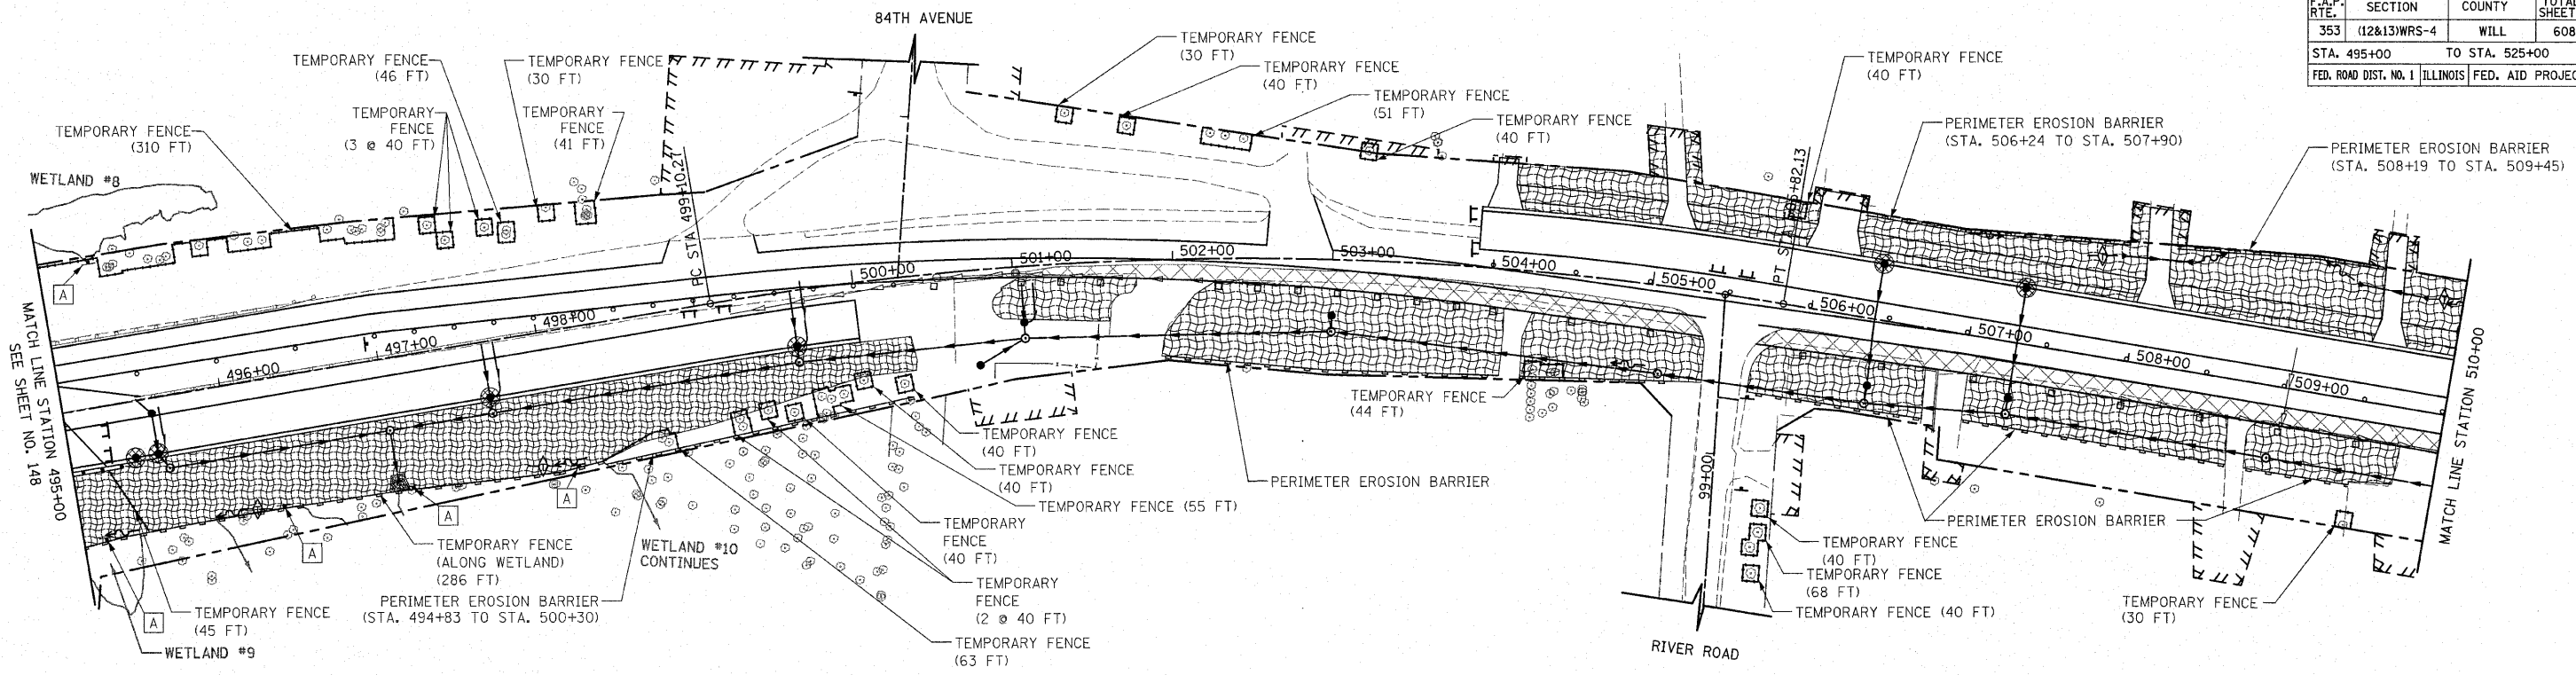 84TH AVENUE
F.A.P. RTE. SECTION COUNTY TOTAL SHEET
353 (12&13)WRS-4 WILL 608
STA. 495+00 TO STA. 525+00
FED. ROAD DIST. NO. 1 ILLINOIS FED. AID PROJEC
TEMPORARY FENCE
(310 FT)
WETLAND #8
TEMPORARY FENCE
(46 FT)
TEMPORARY
FENCE
(3 @ 40 FT)
TEMPORARY FENCE
(30 FT)
TEMPORARY
FENCE
(41 FT)
TEMPORARY FENCE
(30 FT)
TEMPORARY FENCE
(40 FT)
TEMPORARY FENCE
(51 FT)
TEMPORARY FENCE
(40 FT)
TEMPORARY FENCE
(40 FT)
PERIMETER EROSION BARRIER
(STA. 506+24 TO STA. 507+90)
PERIMETER EROSION BARRIER
(STA. 508+19 TO STA. 509+45)
A
PC STA 499+10.21
PT STA
+82.13
496+00
497+00
498+00
500+00
501+00
502+00
503+00
504+00
505+00
506+00
507+00
508+00
509+00
MATCH LINE STATION 495+00
SEE SHEET NO. 148
MATCH LINE STATION 510+00
A
A
A
A
TEMPORARY FENCE
(45 FT)
WETLAND #9
TEMPORARY FENCE
(ALONG WETLAND)
(286 FT)
PERIMETER EROSION BARRIER
(STA. 494+83 TO STA. 500+30)
WETLAND #10
CONTINUES
TEMPORARY FENCE
(40 FT)
TEMPORARY FENCE
(40 FT)
TEMPORARY FENCE (55 FT)
TEMPORARY
FENCE
(40 FT)
TEMPORARY
FENCE
(2 @ 40 FT)
TEMPORARY FENCE
(63 FT)
PERIMETER EROSION BARRIER
TEMPORARY FENCE
(44 FT)
99+00
RIVER ROAD
TEMPORARY FENCE
(40 FT)
TEMPORARY FENCE
(68 FT)
TEMPORARY FENCE (40 FT)
PERIMETER EROSION BARRIER
TEMPORARY FENCE
(30 FT)